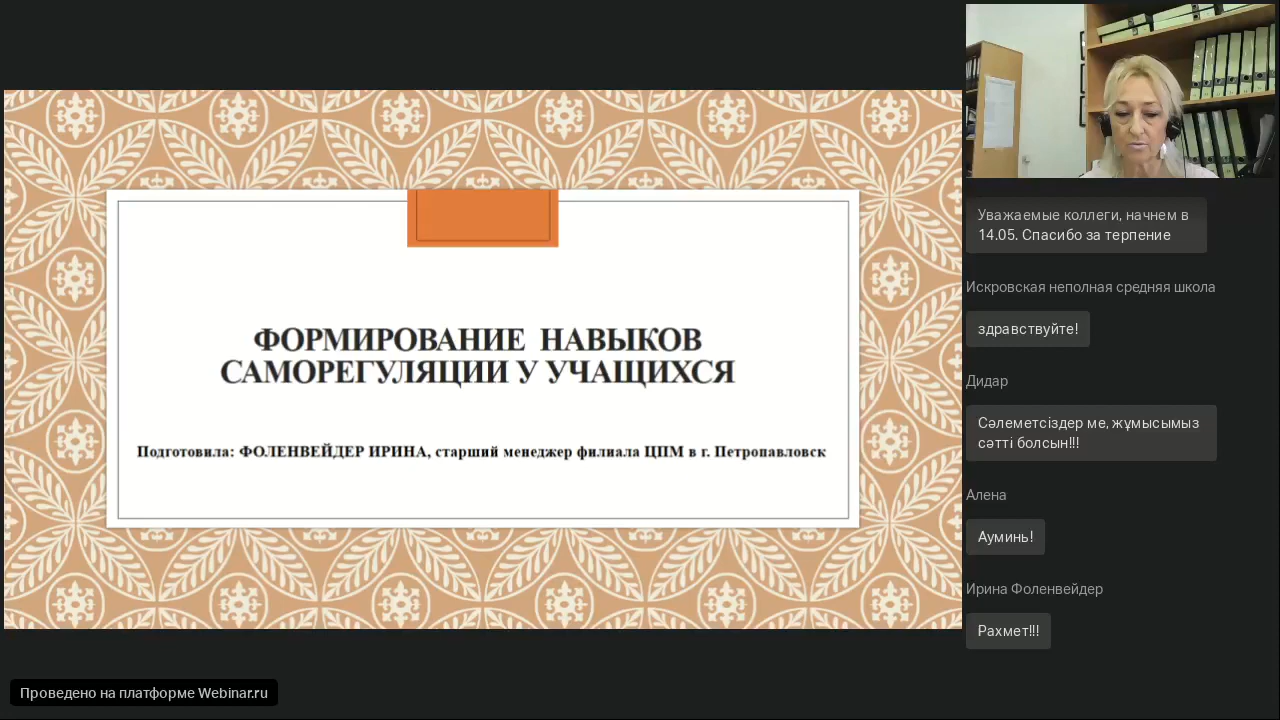 ФОРМИРОВАНИЕ НАВЫКОВ
САМОРЕГУЛЯЦИИ У УЧАЩИХСЯ
Подготовила: ФОЛЕНВЕЙДЕР ИРИНА, старший менеджер филиала ЦПМ в г. Петропавловск
Уважаемые коллеги, начнем в
14.05. Спасибо за терпение
Искровская неполная средняя школа
здравствуйте!
Дидар
Сәлеметсіздер ме, жұмысымыз
сәтті болсын!!!
Алена
Ауминь!
Ирина Фоленвейдер
Рахмет!!!
Проведено на платформе Webinar.ru